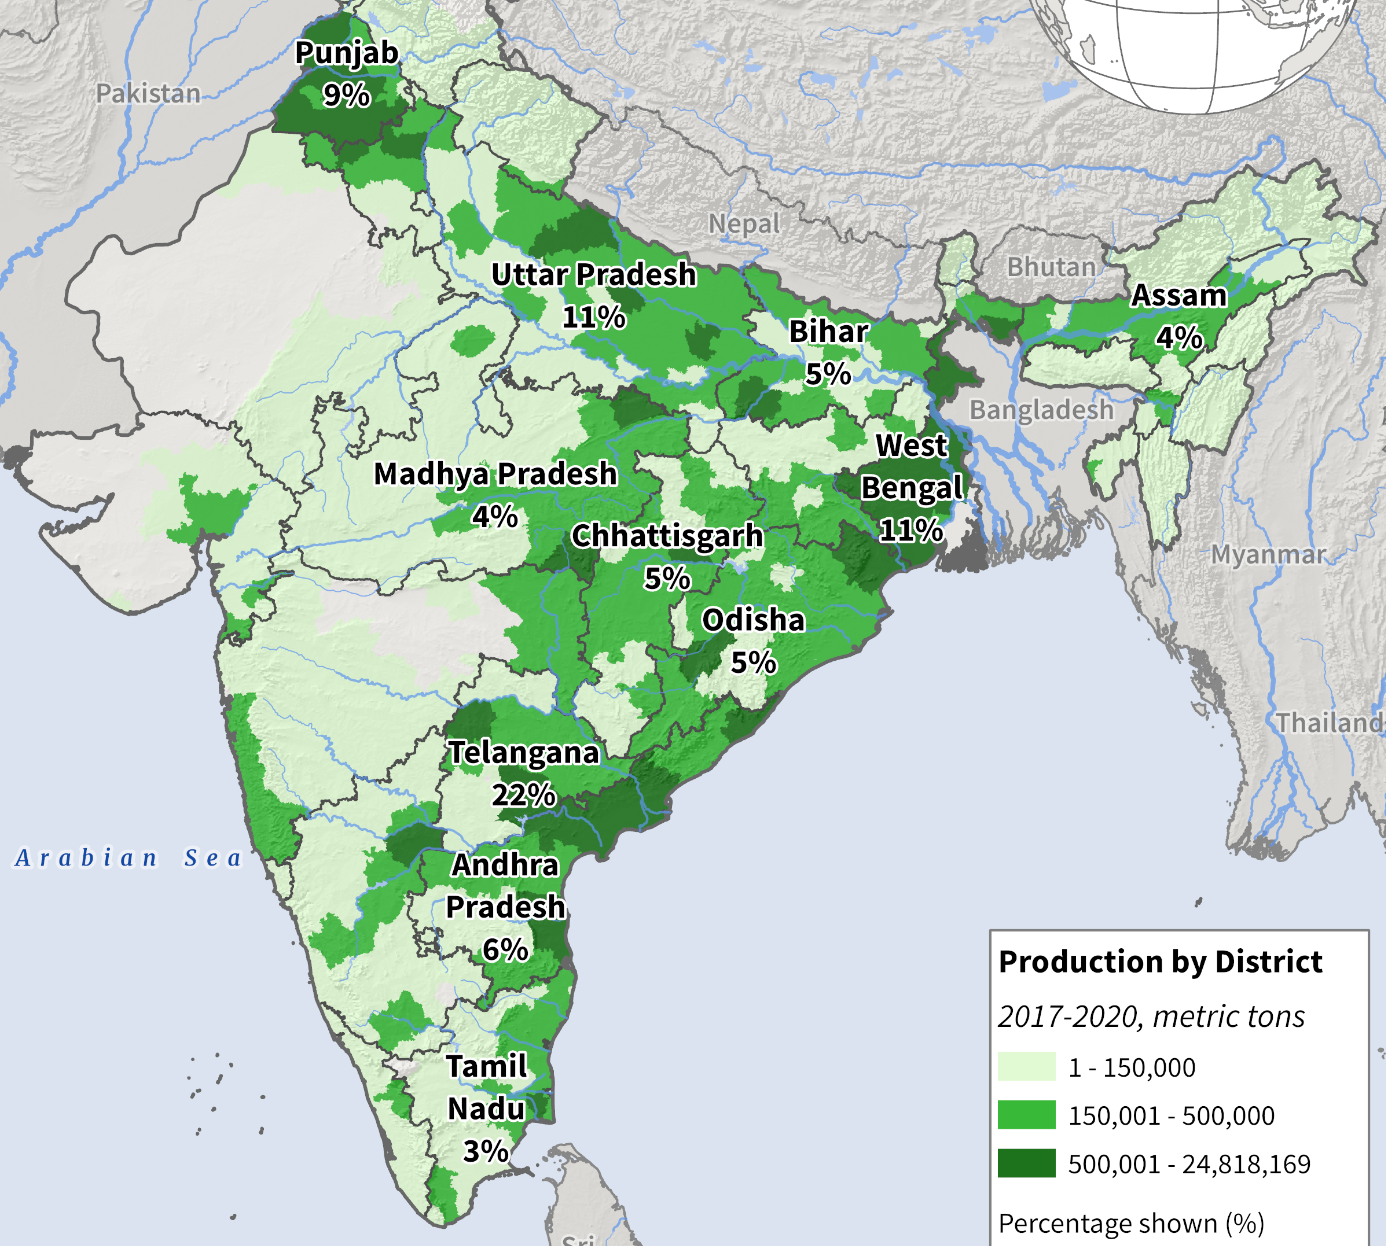 Punjab
9%
Pakistan
Nepal
Bhutan
Uttar Pradesh
11%
Assam
4%
Bihar
5%
Bangladesh
West
Bengal
11%
Madhya Pradesh
4%
Chhattisgarh
5%
Myanmar
Odisha
5%
Thailand
Telangana
22%
Arabian Sea
Andhra
Pradesh
6%
Tamil
Nadu
3%
Sri
Production by District
2017-2020, metric tons
1 - 150,000
150,001 - 500,000
500,001 - 24,818,169
Percentage shown (%)